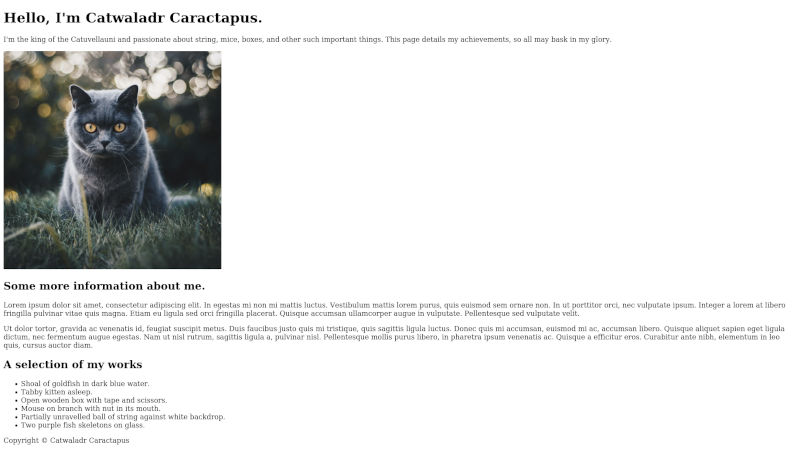 Hello, I'm Catwaladr Caractapus.
I'm the king of the Catuvellauni and passionate about string, mice, boxes, and other such important things. This page details my achievements, so all may bask in my glory.
Some more information about me.
Lorem ipsum dolor sit amet, consectetur adipiscing elit. In egestas mi non mi mattis luctus. Vestibulum mattis lorem purus, quis euismod sem ornare non. In ut porttitor orci, nec vulputate ipsum. Integer a lorem at libero
fringilla pulvinar vitae quis magna. Etiam eu ligula sed orci fringilla placerat. Quisque accumsan ullamcorper augue in vulputate. Pellentesque sed vulputate velit.
Ut dolor tortor, gravida ac venenatis id, feugiat suscipit metus. Duis faucibus justo quis mi tristique, quis sagittis ligula luctus. Donec quis mi accumsan, euismod mi ac, accumsan libero. Quisque aliquet sapien eget ligula
dictum, nec fermentum augue egestas. Nam ut nisl rutrum, sagittis ligula a, pulvinar nisl. Pellentesque mollis purus libero, in pharetra ipsum venenatis ac. Quisque a efficitur eros. Curabitur ante nibh, elementum in leo
quis, cursus auctor diam.
A selection of my works
• Shoal of goldfish in dark blue water.
• Tabby kitten asleep.
• Open wooden box with tape and scissors.
• Mouse on branch with nut in its mouth.
• Partially unravelled ball of string against white backdrop.
• Two purple fish skeletons on glass.
Copyright © Catwaladr Caractapus